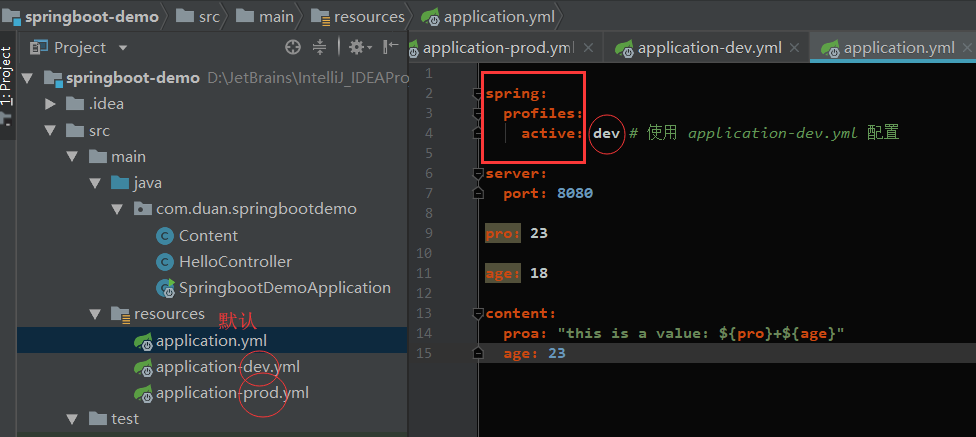 springboot-demo src main resources application.yml
1: Project
Project
application-prod.yml application-dev.yml application.yml
springboot-demo D:\JetBrains\IntelliJ_IDEAPro
.idea
src
main
java
com.duan.springbootdemo
Content
HelloController
SpringbootDemoApplication
resources
默认
application.yml
application-dev.yml
application-prod.yml
test
1
2 spring:
3 profiles:
4 active: dev # 使用 application-dev.yml 配置
5
6 server:
7 port: 8080
8
9 pro: 23
10
11 age: 18
12
13 content:
14 proa: "this is a value: ${pro}+${age}"
15 age: 23